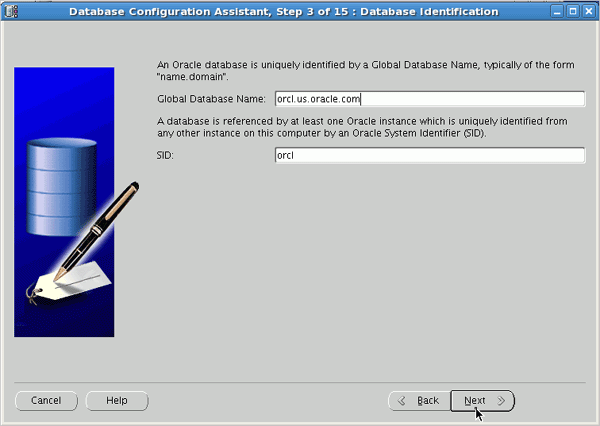 Database Configuration Assistant, Step 3 of 15 : Database Identification
An Oracle database is uniquely identified by a Global Database Name, typically of the form
"name.domain".
Global Database Name: orcl.us.oracle.com
A database is referenced by at least one Oracle instance which is uniquely identified from
any other instance on this computer by an Oracle System Identifier (SID).
SID: orcl
Cancel Help Back Next